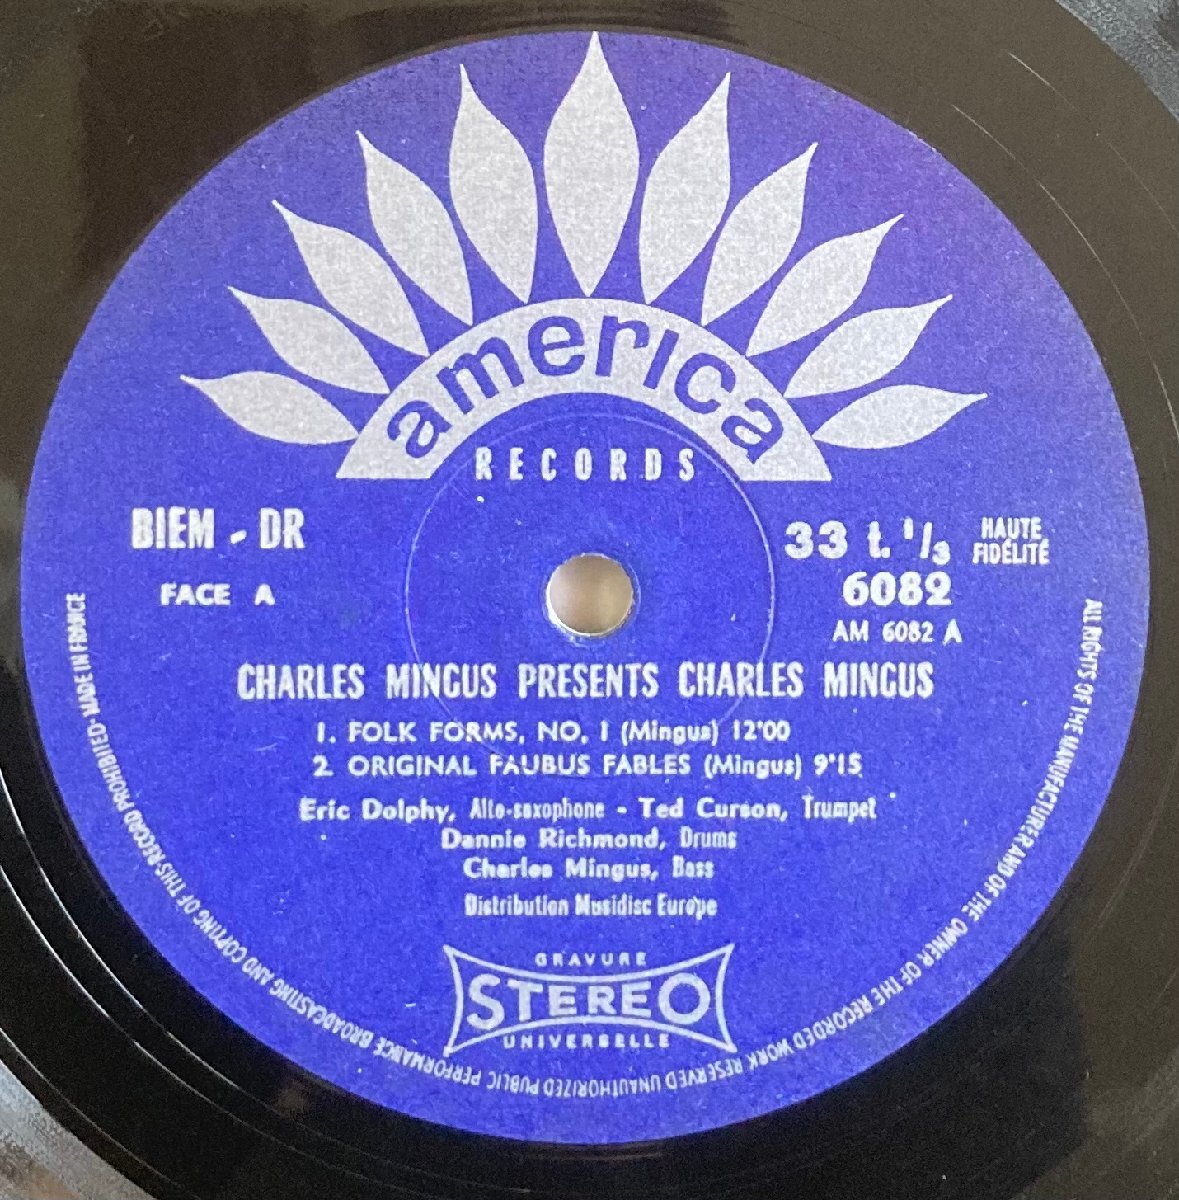 america
RECORDS
BIEM - DR
FACE A
33 t. 1/3
HAUTE
FIDÉLITÉ
6082
AM 6082 A
CHARLES MINGUS PRESENTS CHARLES MINGUS
1. FOLK FORMS, NO. 1 (Mingus) 12'00
2. ORIGINAL FAUBUS FABLES (Mingus) 9'15
Eric Dolphy, Alto-saxophone - Ted Curson, Trumpet
Dannie Richmond, Drums
Charles Mingus, Bass
Distribution Musidisc Europe
GRAVURE
STEREO
UNIVERSELLE
ALL RIGHTS OF THE MANUFACTURER AND OF THE OWNER OF THE RECORDED WORK RESERVED UNAUTHORIZED PUBLIC PERFORMANCE BROADCASTING AND COPYING OF THIS RECORD PROHIBITED - MADE IN FRANCE